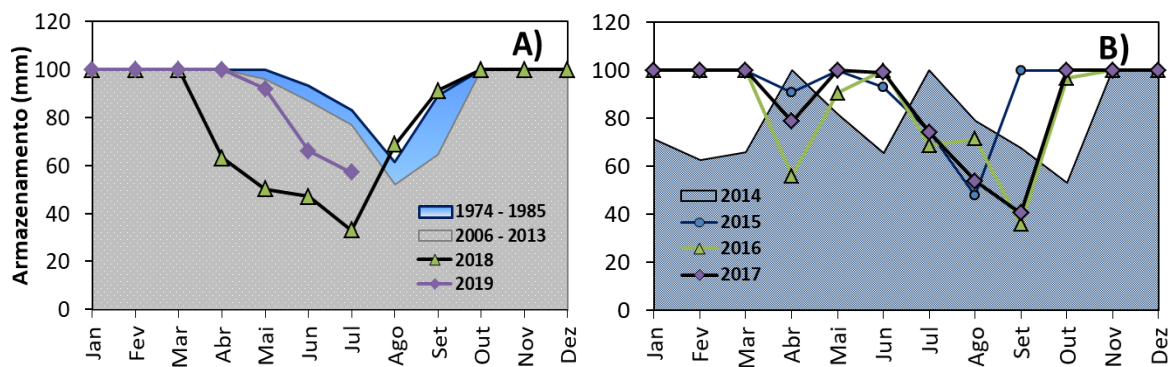 Armazenamento (mm)
120
100
80
60
40
20
0
A)
1974 - 1985
2006 - 2013
2018
2019
Jan Fev Mar Abr Mai Jun Jul Ago Set Out Nov Dez
120
100
80
60
40
20
0
B)
2014
2015
2016
2017
Jan Fev Mar Abr Mai Jun Jul Ago Set Out Nov Dez